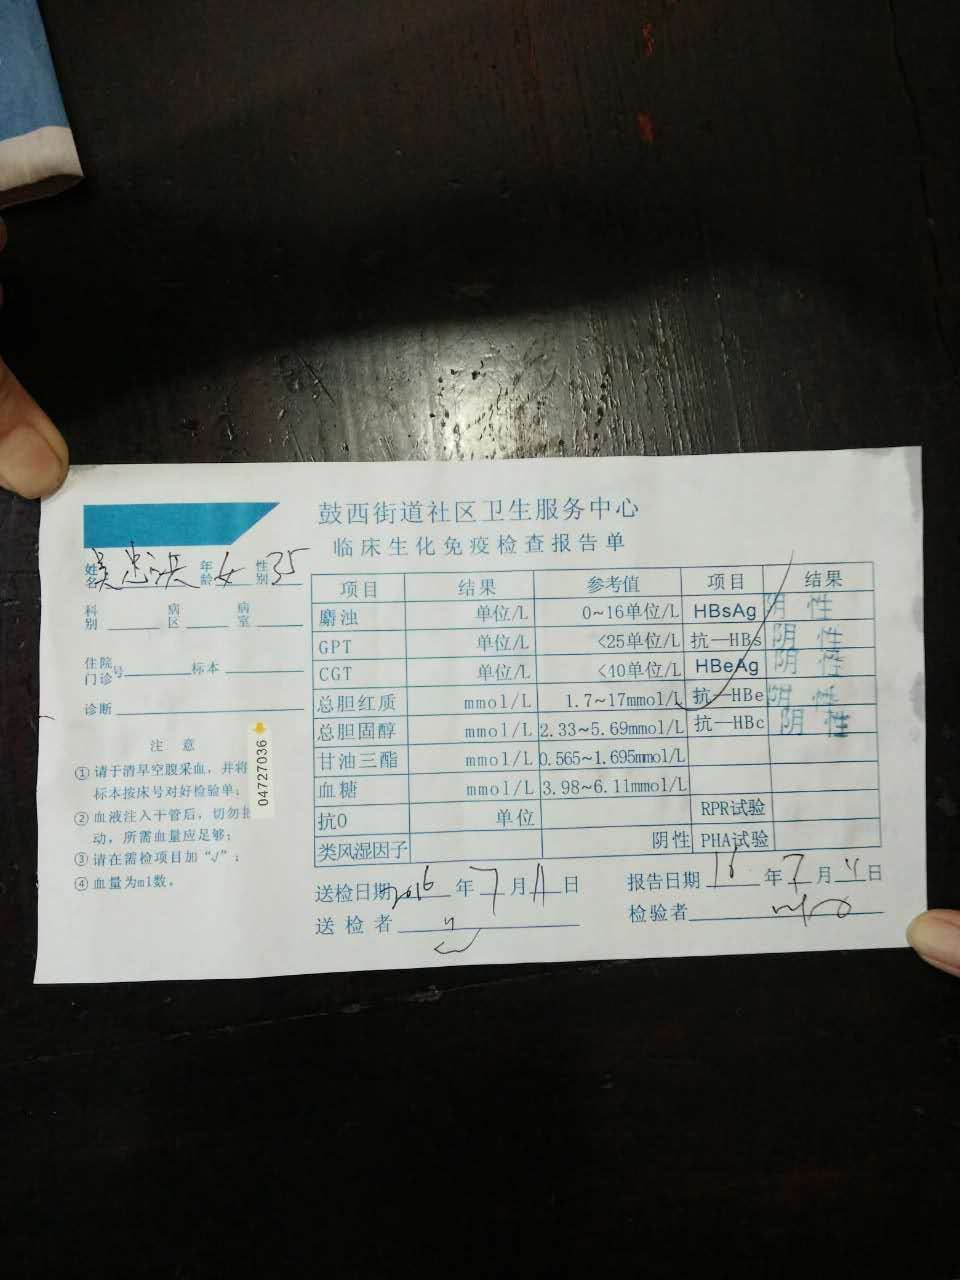 鼓西街道社区卫生服务中心
临床生化免疫检查报告单
姓名 年龄 女 性别 35
科别 病区 病室
住院门诊号 标本
诊断
注 意
①请于清早空腹采血，并将
标本按床号对好检验单；
②血液注入干管后，切勿
动，所需血量应足够；
③请在需检项目加“√”；
④血量为ml数。
04727036
项目 结果 参考值 项目 结果
麝浊 单位/L 0~16单位/L HBsAg 阴性
GPT 单位/L <25单位/L 抗—HBs 阴性
CGT 单位/L <40单位/L HBeAg 阴性
总胆红质 mmol/L 1.7~17mmol/L 抗—HBe 阴性
总胆固醇 mmol/L 2.33~5.69mmol/L 抗—HBc 阴性
甘油三酯 mmol/L 0.565~1.695mmol/L
血糖 mmol/L 3.98~6.11mmol/L
抗O 单位 RPR试验
类风湿因子 阴性 PHA试验
送检日期 2016 年 7 月 11 日 报告日期 16 年 7 月 日
送检者 检验者